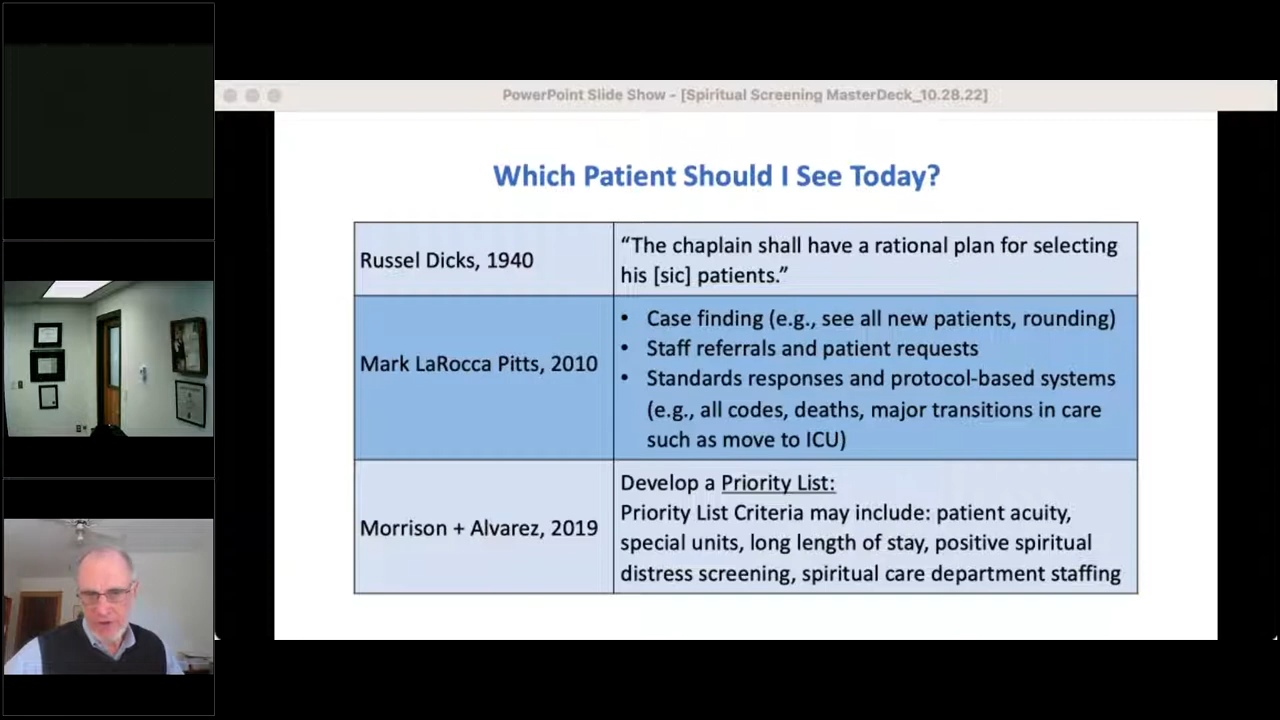 PowerPoint Slide Show - [Spiritual Screening MasterDeck_10.28.22]
Which Patient Should I See Today?
Russel Dicks, 1940
“The chaplain shall have a rational plan for selecting
his [sic] patients.”
Mark LaRocca Pitts, 2010
• Case finding (e.g., see all new patients, rounding)
• Staff referrals and patient requests
• Standards responses and protocol-based systems
(e.g., all codes, deaths, major transitions in care
such as move to ICU)
Morrison + Alvarez, 2019
Develop a Priority List:
Priority List Criteria may include: patient acuity,
special units, long length of stay, positive spiritual
distress screening, spiritual care department staffing